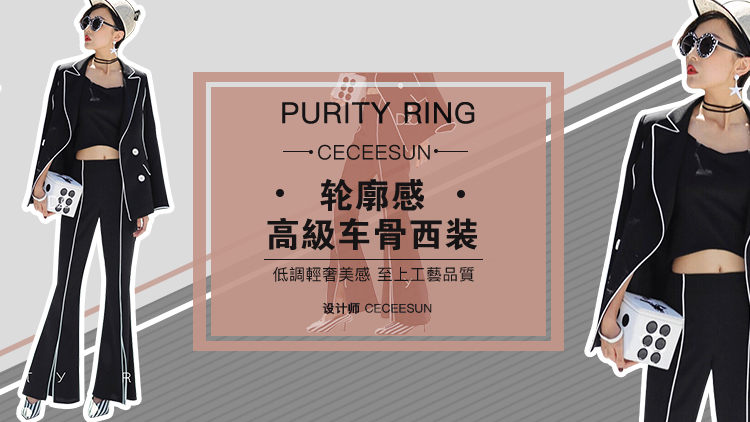 PURITY RING
CECEESUN
轮廓感
高級车骨西装
低調輕奢美感 至上工藝品質
设计师 CECEESUN
T Y R